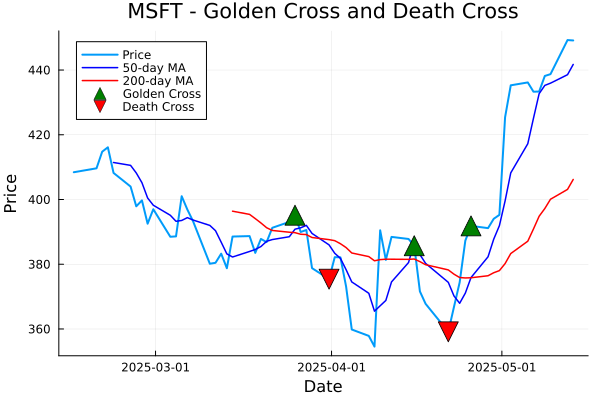 MSFT - Golden Cross and Death Cross
Price
50-day MA
200-day MA
Golden Cross
Death Cross
440
420
400
380
360
Price
2025-03-01
2025-04-01
2025-05-01
Date